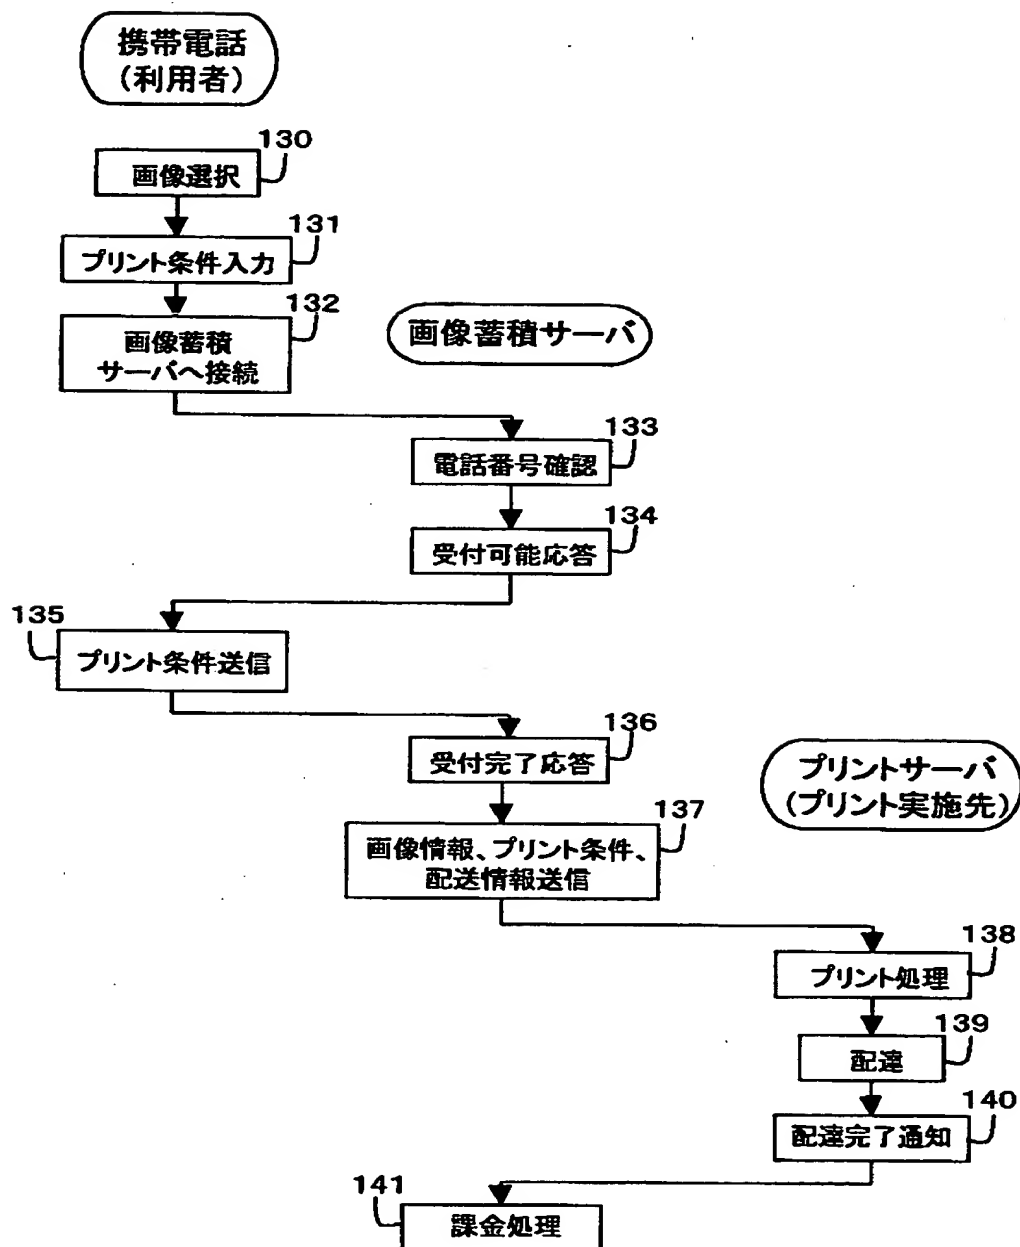 携帯電話
(利用者)
130
画像選択
131
プリント条件入力
132
画像蓄積
サーバへ接続
画像蓄積サーバ
133
電話番号確認
134
受付可能応答
135
プリント条件送信
136
受付完了応答
プリントサーバ
(プリント実施先)
137
画像情報、プリント条件、
配送情報送信
138
プリント処理
139
配達
140
配達完了通知
141
課金処理